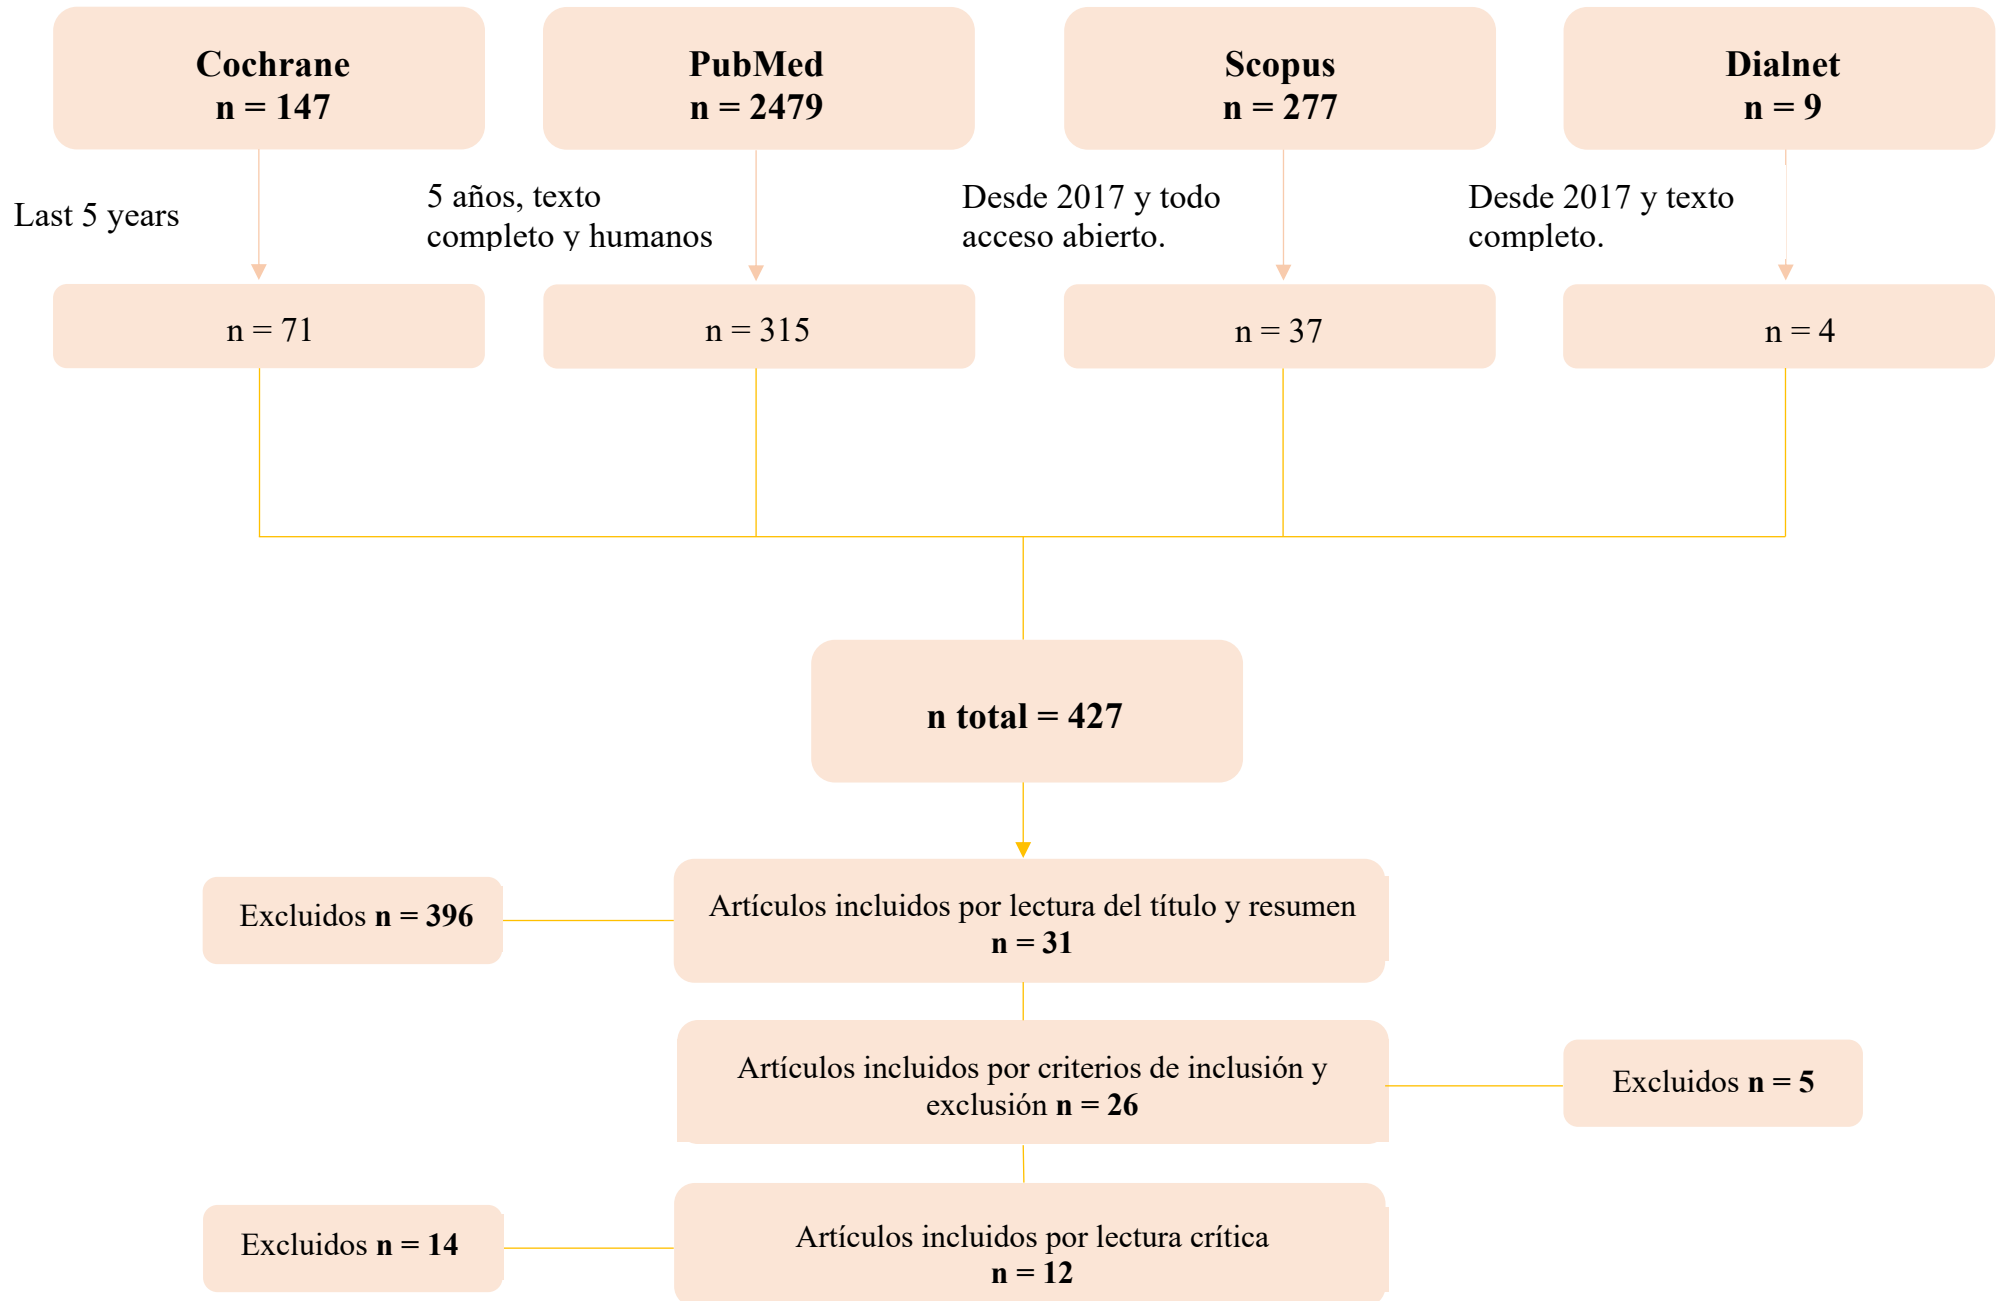 Cochrane
n = 147
PubMed
n = 2479
Scopus
n = 277
Dialnet
n = 9
Last 5 years
5 años, texto
completo y humanos
Desde 2017 y todo
acceso abierto.
Desde 2017 y texto
completo.
n = 71
n = 315
n = 37
n = 4
n total = 427
Excluidos n = 396
Artículos incluidos por lectura del título y resumen
n = 31
Artículos incluidos por criterios de inclusión y
exclusión n = 26
Excluidos n = 5
Excluidos n = 14
Artículos incluidos por lectura crítica
n = 12